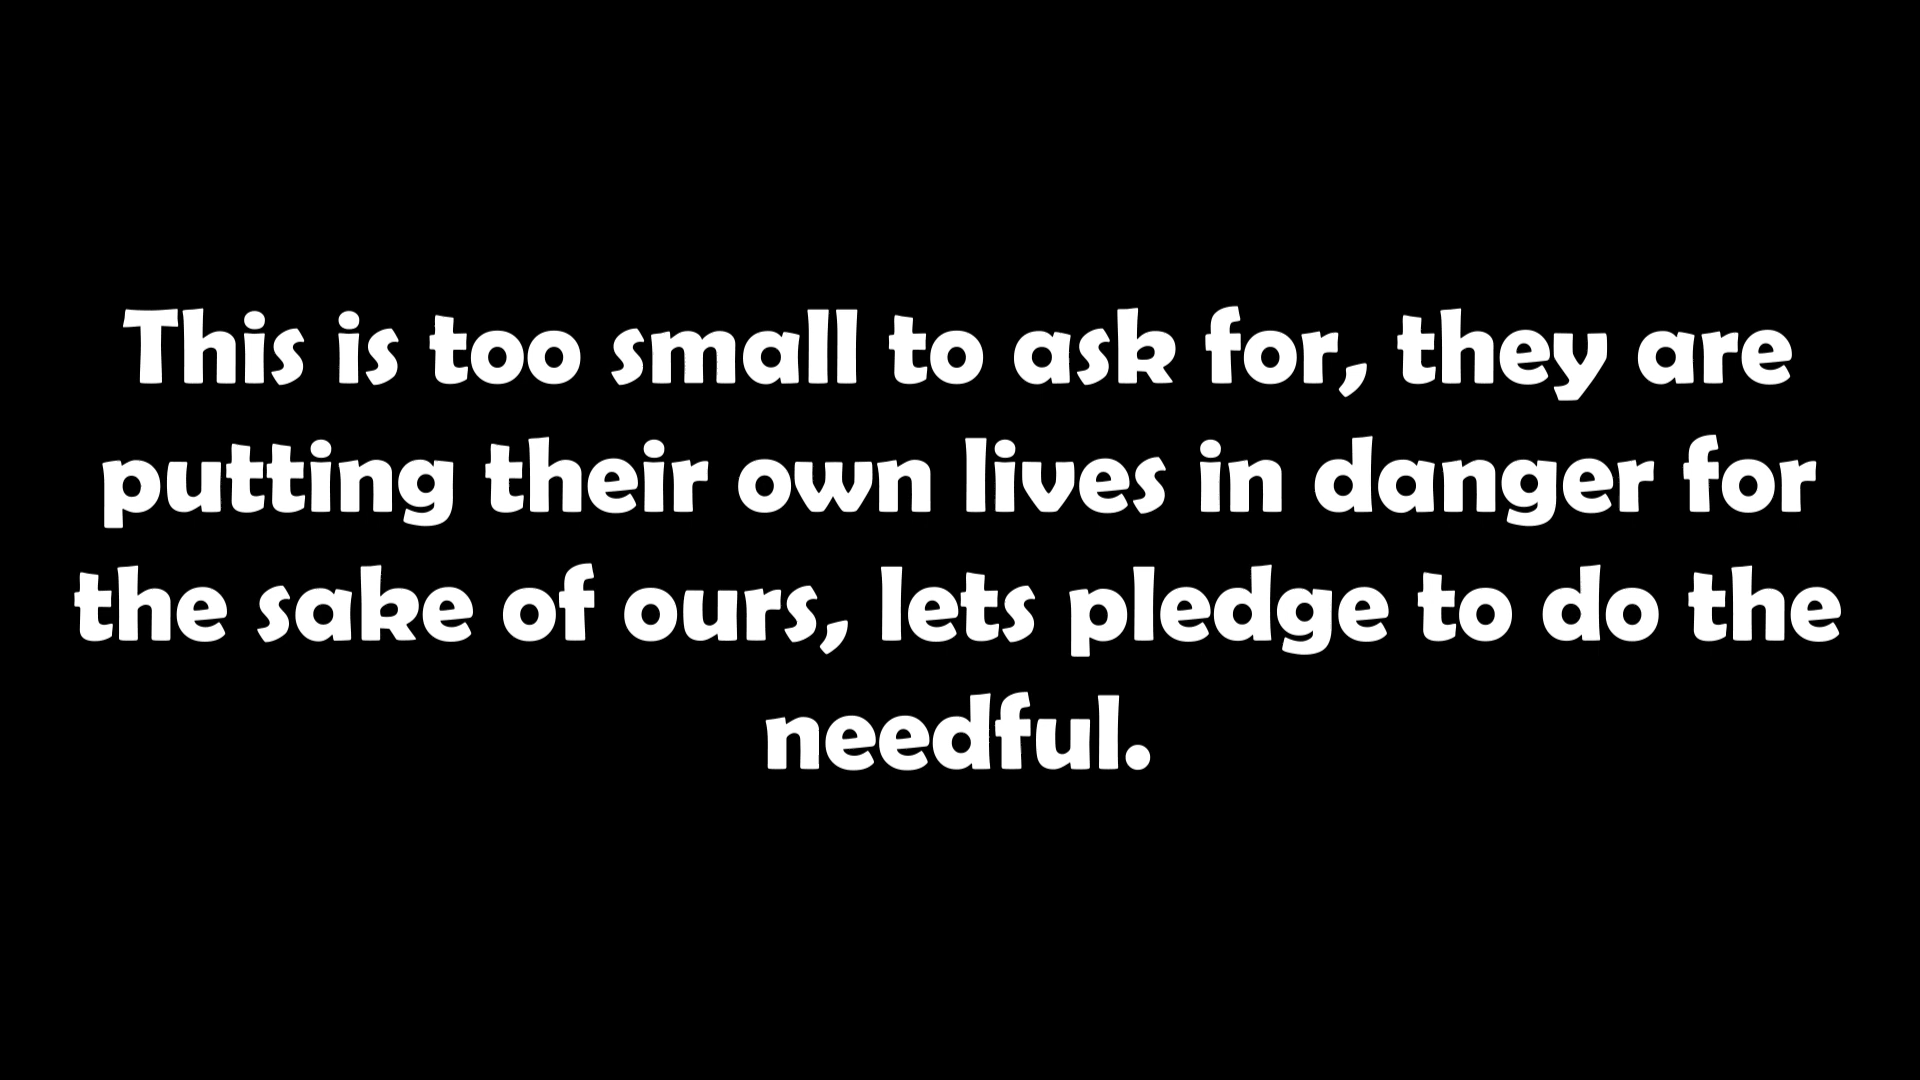 This is too small to ask for, they are
putting their own lives in danger for
the sake of ours, lets pledge to do the
needful.